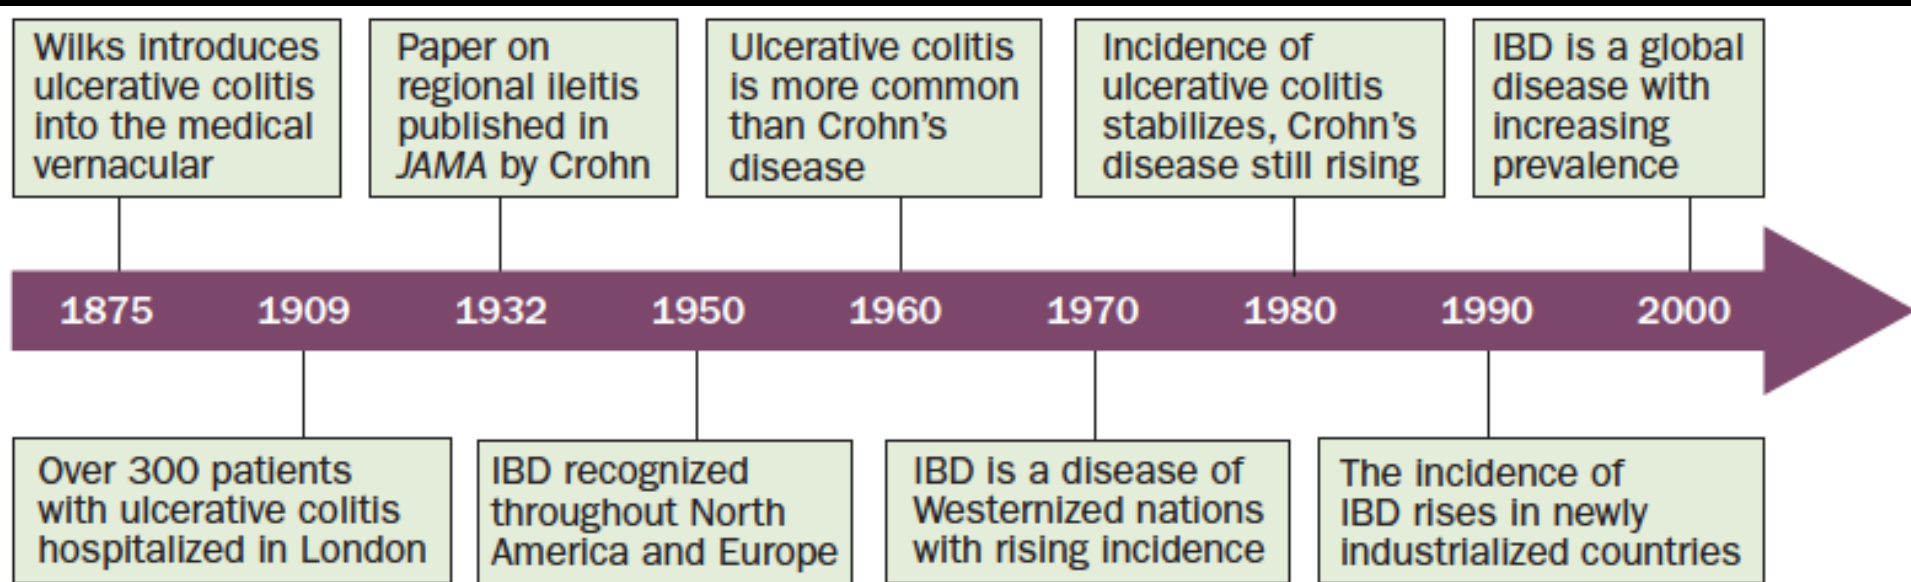 Wilks introduces
ulcerative colitis
into the medical
vernacular
Paper on
regional ileitis
published in
JAMA by Crohn
Ulcerative colitis
is more common
than Crohn's
disease
Incidence of
ulcerative colitis
stabilizes, Crohn's
disease still rising
IBD is a global
disease with
increasing
prevalence
1875 1909 1932 1950 1960 1970 1980 1990 2000
Over 300 patients
with ulcerative colitis
hospitalized in London
IBD recognized
throughout North
America and Europe
IBD is a disease of
Westernized nations
with rising incidence
The incidence of
IBD rises in newly
industrialized countries